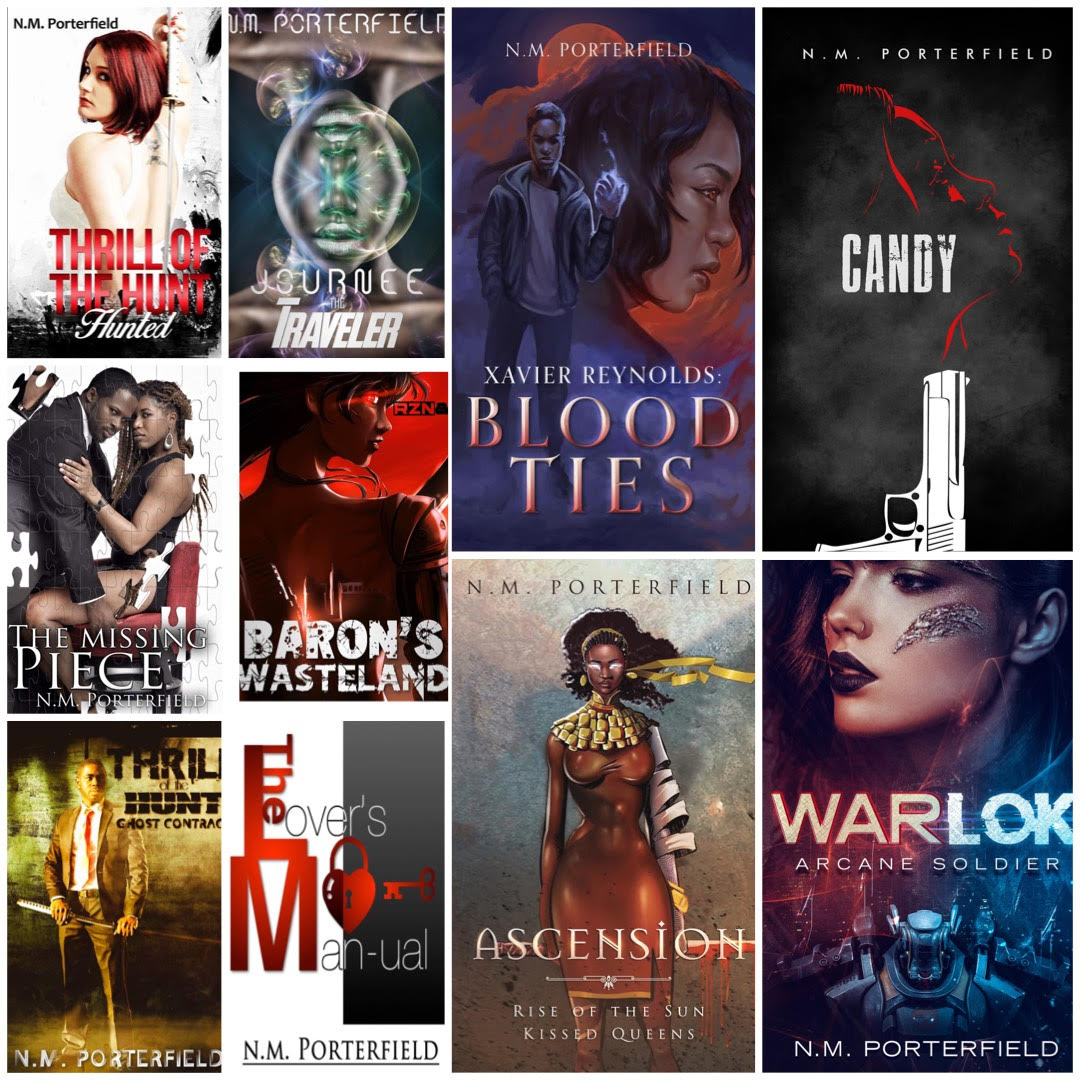 N.M. Porterfield
THRILL OF
THE HUNT
Hunted
N.M. PORTERFIELD
JOURNEE
THE
TRAVELER
N.M. PORTERFIELD
XAVIER REYNOLDS:
BLOOD
TIES
N.M. PORTERFIELD
CANDY
THE MISSING
PIECE
N.M. PORTERFIELD
BARON'S
WASTELAND
N.M. PORTERFIELD
ASCENSION
RISE OF THE SUN
KISSED QUEENS
WARLOK
ARCANE SOLDIER
N.M. PORTERFIELD
THRILL
of the
HUNT
GHOST CONTRAC
N.M. PORTERFIELD
The
Lover's
Man-ual
N.M. PORTERFIELD